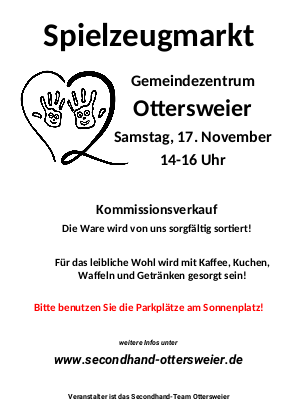 Spielzeugmarkt
Gemeindezentrum
Ottersweier
Samstag, 17. November
14-16 Uhr
Kommissionsverkauf
Die Ware wird von uns sorgfältig sortiert!
Für das leibliche Wohl wird mit Kaffee, Kuchen,
Waffeln und Getränken gesorgt sein!
Bitte benutzen Sie die Parkplätze am Sonnenplatz!
weitere Infos unter
www.secondhand-ottersweier.de
Veranstalter ist das Secondhand-Team Ottersweier